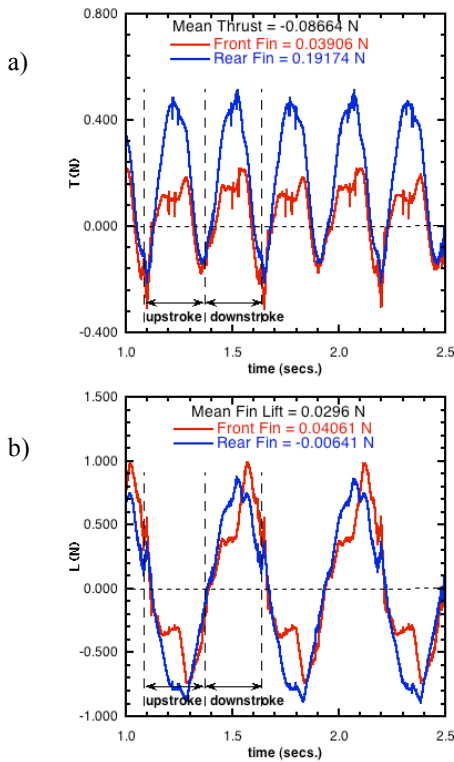 a)
Mean Thrust = -0.08664 N
Front Fin = 0.03906 N
Rear Fin = 0.19174 N
0.800
0.400
0.000
-0.400
T (N)
upstroke downstroke
1.0 1.5 2.0 2.5
time (secs.)
b)
Mean Fin Lift = 0.0296 N
Front Fin = 0.04061 N
Rear Fin = -0.00641 N
1.500
1.000
0.500
0.000
-0.500
-1.000
L (N)
upstroke downstroke
1.0 1.5 2.0 2.5
time (secs.)